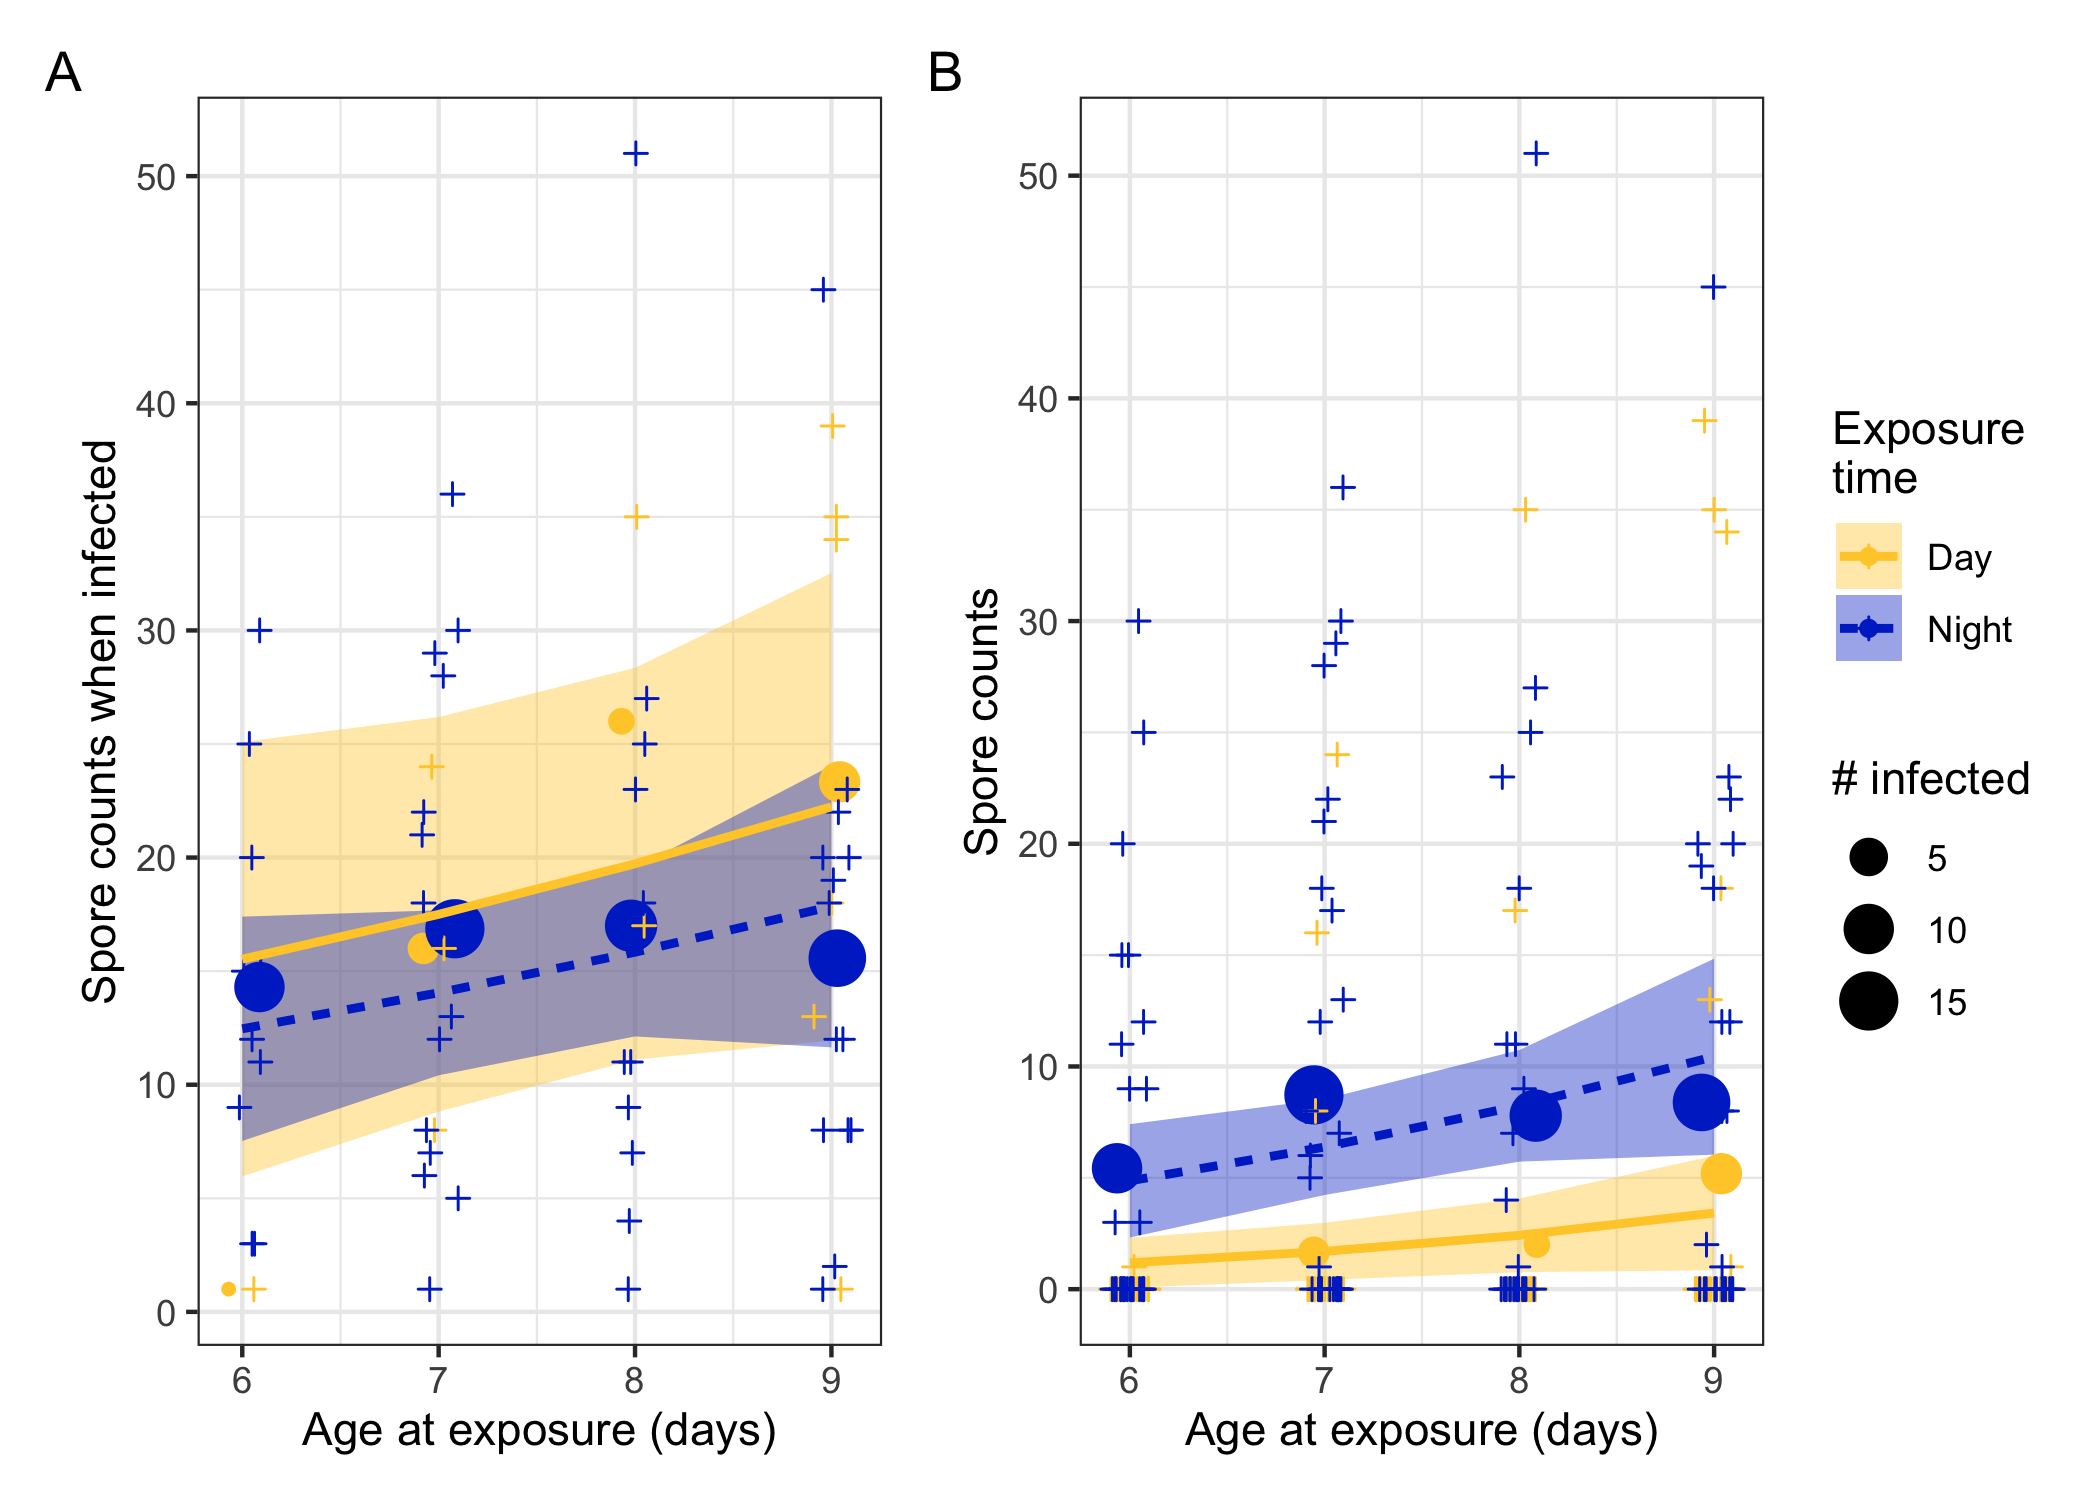 A
B
50
40
30
20
10
0
Spore counts when infected
6 7 8 9
Age at exposure (days)
50
40
30
20
10
0
Spore counts
6 7 8 9
Age at exposure (days)
Exposure
time
Day
Night
# infected
5
10
15